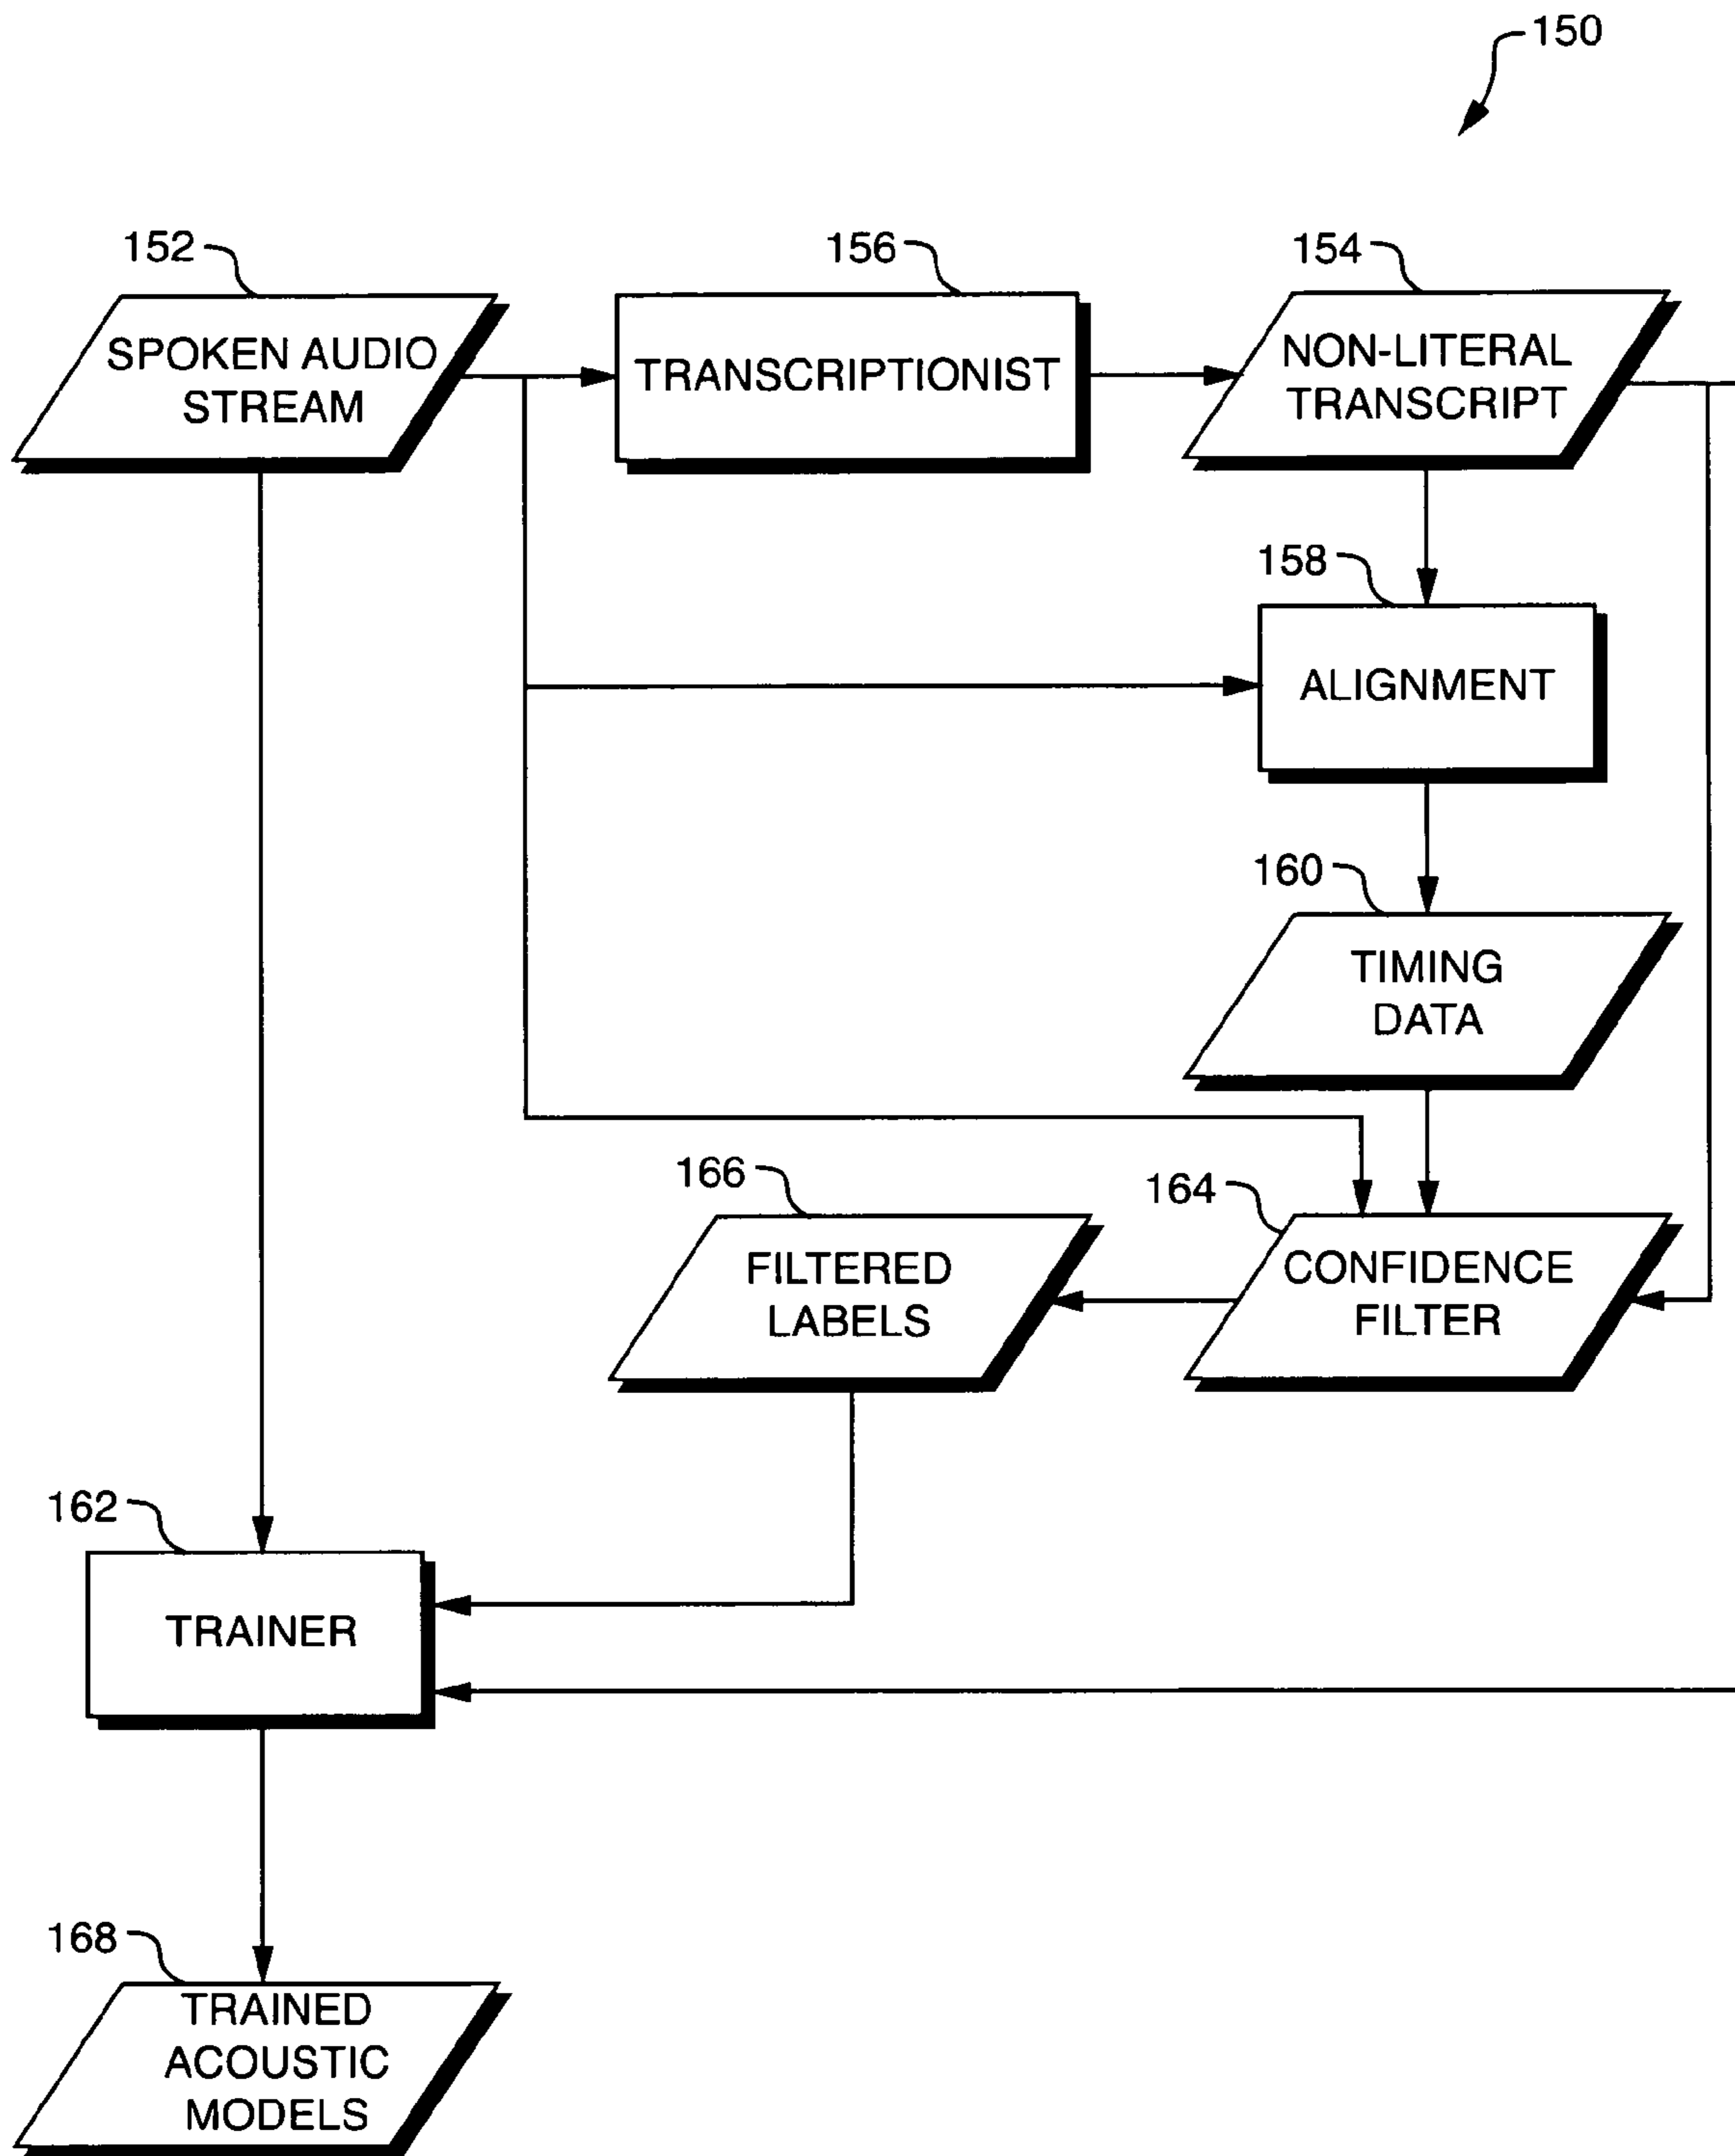 150
152
156
154
SPOKEN AUDIO
STREAM
TRANSCRIPTIONIST
NON-LITERAL
TRANSCRIPT
158
ALIGNMENT
160
TIMING
DATA
166
164
FILTERED
LABELS
CONFIDENCE
FILTER
162
TRAINER
168
TRAINED
ACOUSTIC
MODELS